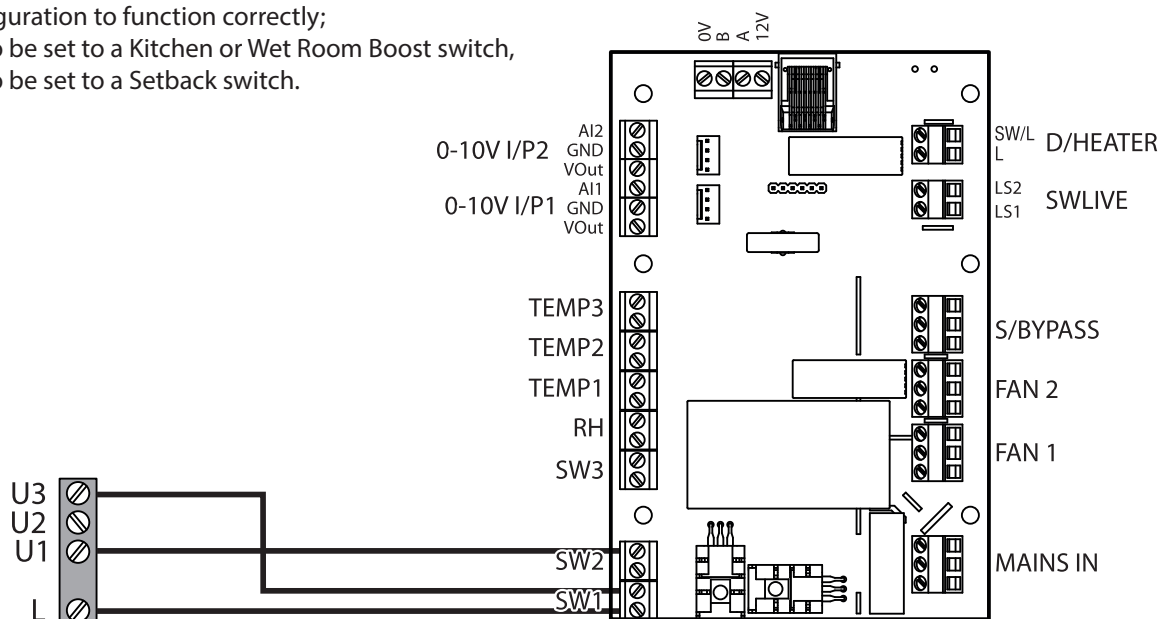 guration to function correctly;
o be set to a Kitchen or Wet Room Boost switch,
o be set to a Setback switch.
0V
B
A
12V
AI2
0-10V I/P2 GND
VOut
AI1
0-10V I/P1 GND
VOut
SW/L D/HEATER
L
LS2 SWLIVE
LS1
TEMP3
TEMP2
TEMP1
RH
SW3
S/BYPASS
FAN 2
FAN 1
U3
U2
U1
L
SW2
SW1
MAINS IN